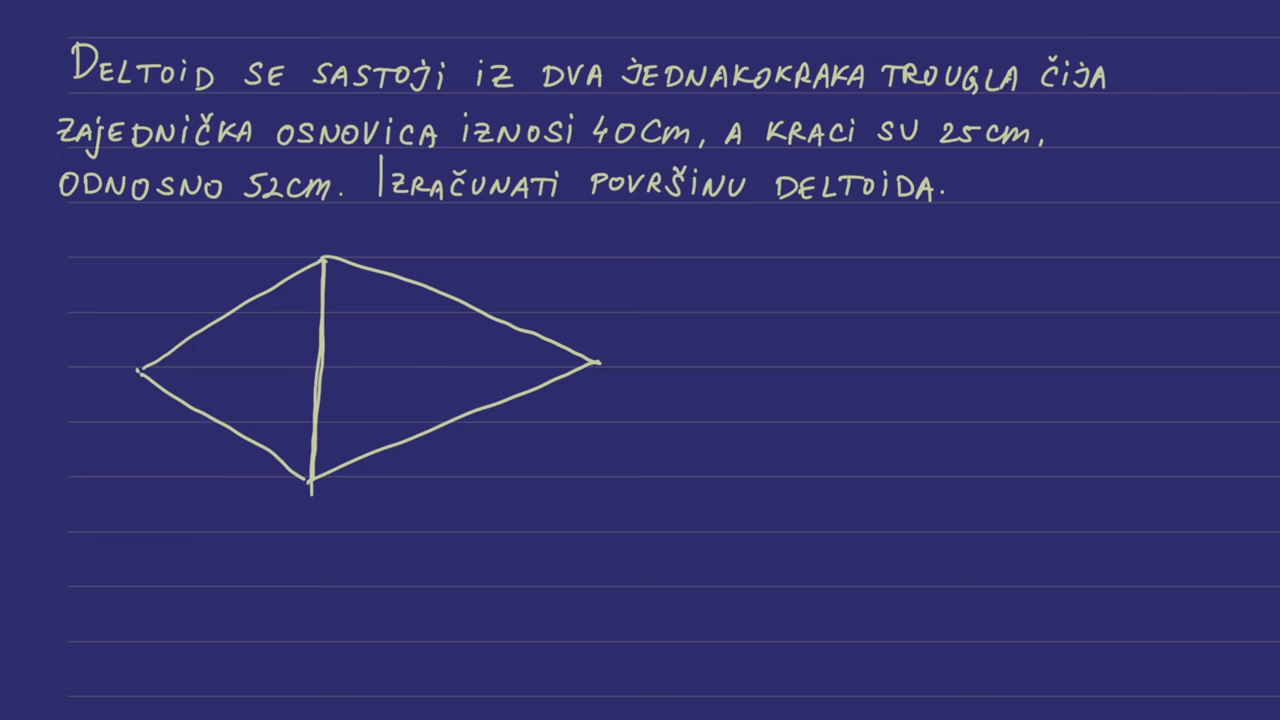 DELTOID SE SASTOJI IZ DVA JEDNAKOKRAKA TROUGLA ČIJA
ZAJEDNIČKA OSNOVICA IZNOSI 40CM, A KRACI SU 25CM,
ODNOSNO 52CM. IZRAČUNATI POVRŠINU DELTOIDA.